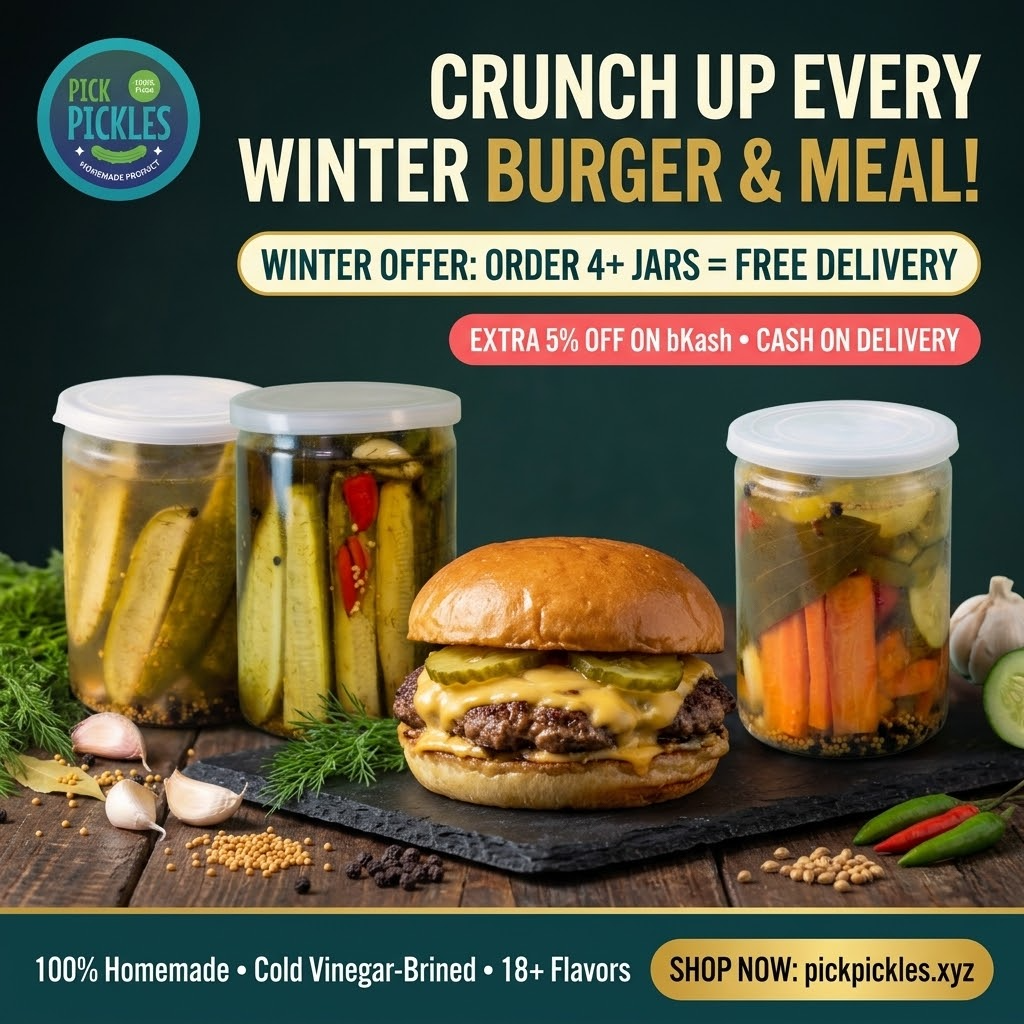 PICK
100%
PICKLES
HOMEMADE PRODUCT
CRUNCH UP EVERY
WINTER BURGER & MEAL!
WINTER OFFER: ORDER 4+ JARS = FREE DELIVERY
EXTRA 5% OFF ON bKash • CASH ON DELIVERY
100% Homemade • Cold Vinegar-Brined • 18+ Flavors
SHOP NOW: pickpickles.xyz